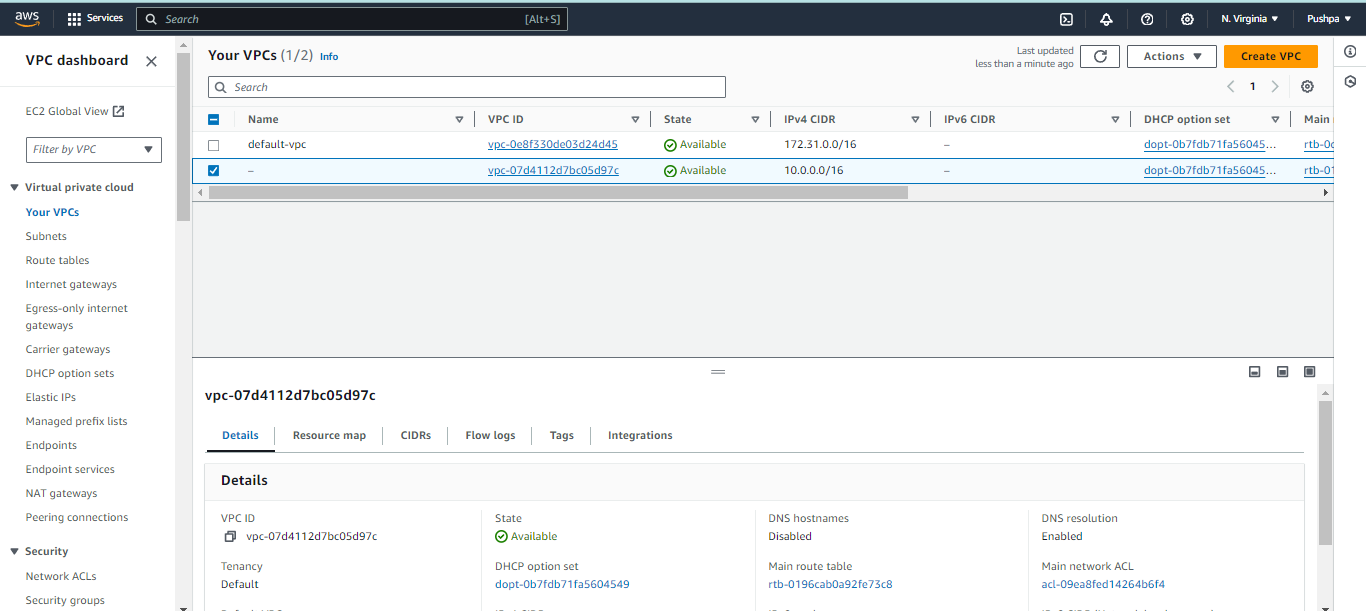 aws
Services
Search
[Alt+S]
N. Virginia
Pushpa
VPC dashboard
EC2 Global View
Filter by VPC
Virtual private cloud
Your VPCs
Subnets
Route tables
Internet gateways
Egress-only internet
gateways
Carrier gateways
DHCP option sets
Elastic IPs
Managed prefix lists
Endpoints
Endpoint services
NAT gateways
Peering connections
Security
Network ACLs
Security groups
Your VPCs (1/2) Info
Last updated
less than a minute ago
Actions
Create VPC
Search
1
Name VPC ID State IPv4 CIDR IPv6 CIDR DHCP option set Main
default-vpc vpc-0e8f330de03d24d45 Available 172.31.0.0/16 – dopt-0b7fdb71fa56045...
– vpc-07d4112d7bc05d97c Available 10.0.0.0/16 – dopt-0b7fdb71fa56045...
vpc-07d4112d7bc05d97c
Details Resource map CIDRs Flow logs Tags Integrations
Details
VPC ID
vpc-07d4112d7bc05d97c
State
Available
DNS hostnames
Disabled
DNS resolution
Enabled
Tenancy
Default
DHCP option set
dopt-0b7fdb71fa5604549
Main route table
rtb-0196cab0a92fe73c8
Main network ACL
acl-09ea8fed14264b6f4